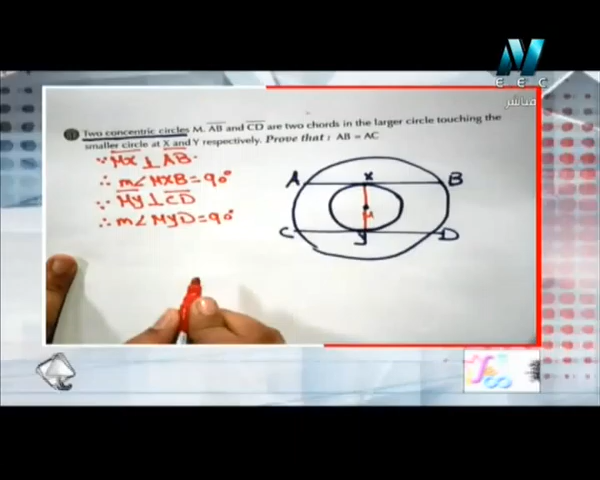 EEC
مباشر
Two concentric circles M. AB and CD are two chords in the larger circle touching the
smaller circle at X and Y respectively. Prove that : AB = AC
∵ MX ⊥ AB.
∴ m∠ MXB = 90°
∵ MY ⊥ CD
∴ m∠ MYD = 90°
A X B
M
C Y D